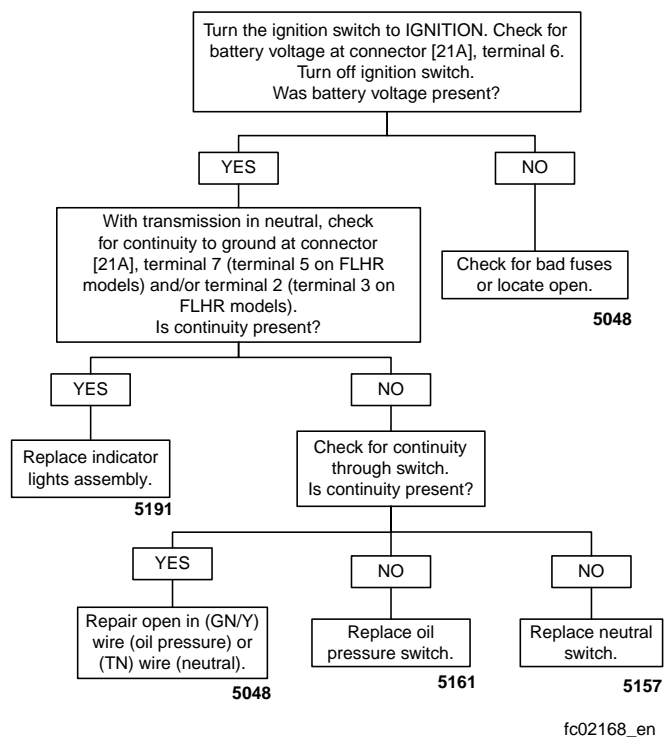 Turn the ignition switch to IGNITION. Check for
battery voltage at connector [21A], terminal 6.
Turn off ignition switch.
Was battery voltage present?
YES
NO
With transmission in neutral, check
for continuity to ground at connector
[21A], terminal 7 (terminal 5 on FLHR
models) and/or terminal 2 (terminal 3 on
FLHR models).
Is continuity present?
Check for bad fuses
or locate open.
5048
YES
NO
Replace indicator
lights assembly.
5191
Check for continuity
through switch.
Is continuity present?
YES
NO
NO
Repair open in (GN/Y)
wire (oil pressure) or
(TN) wire (neutral).
5048
Replace oil
pressure switch.
5161
Replace neutral
switch.
5157
fc02168_en